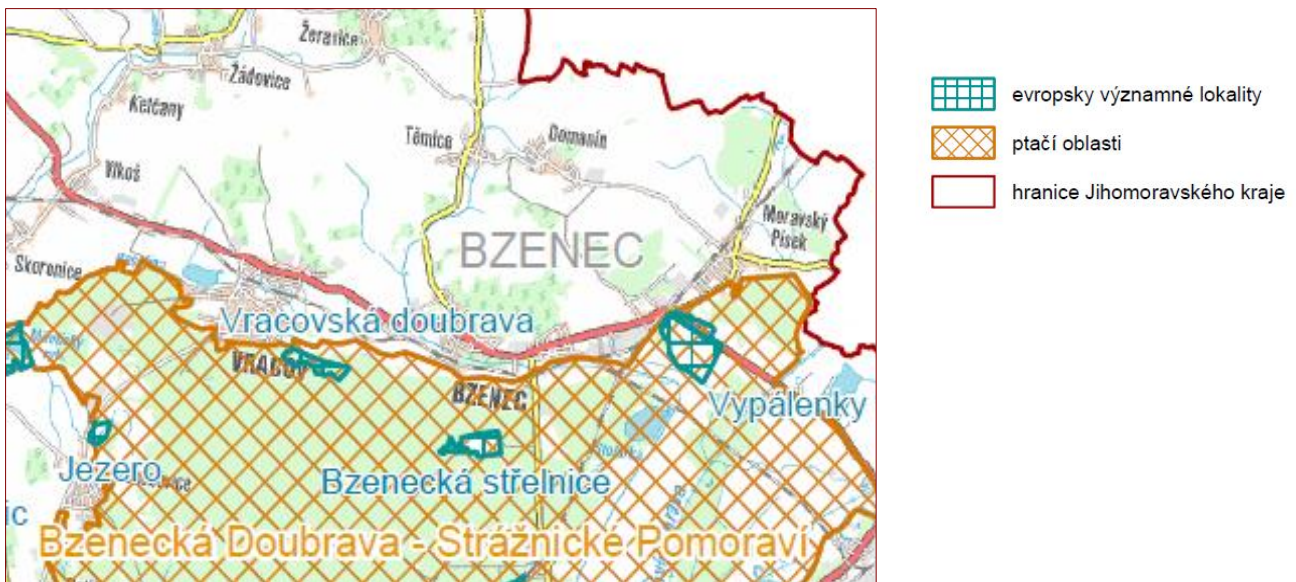 Žeravice
Žádovice
Kelčany
Těmice
Domanín
Vlkoš
Moravský
Písek
BZENEC
Skoronice
Vracovská doubrava
VRACOV
BZENEC
Vypálenky
Jezero
Bzenecká střelnice
ic
Bzenecká Doubrava - Strážnické Pomoraví
evropsky významné lokality
ptačí oblasti
hranice Jihomoravského kraje